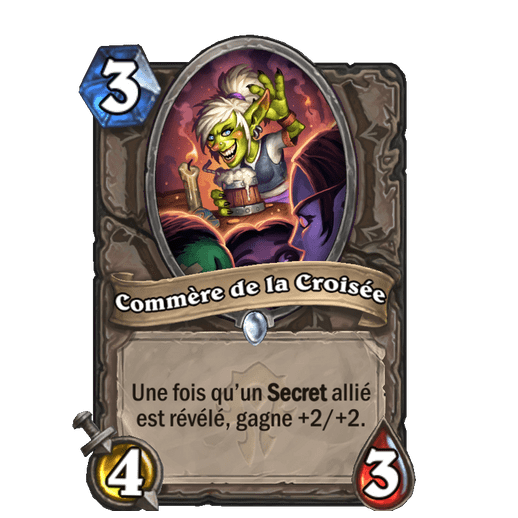 3
Commère de la Croisée
Une fois qu'un Secret allié
est révélé, gagne +2/+2.
4
3